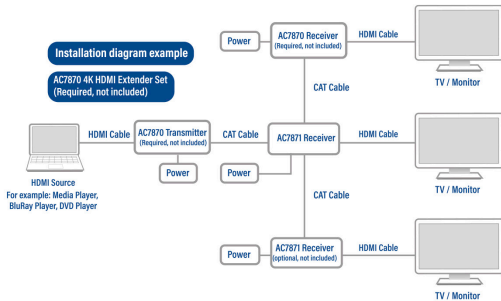 Installation diagram example
AC7870 4K HDMI Extender Set
(Required, not included)
Power
AC7870 Receiver
(Required, not included)
HDMI Cable
TV / Monitor
CAT Cable
HDMI Cable
AC7870 Transmitter
(Required, not included)
CAT Cable
AC7871 Receiver
HDMI Cable
Power
Power
TV / Monitor
HDMI Source
For example: Media Player,
BluRay Player, DVD Player
CAT Cable
Power
AC7871 Receiver
(optional, not included)
HDMI Cable
TV / Monitor